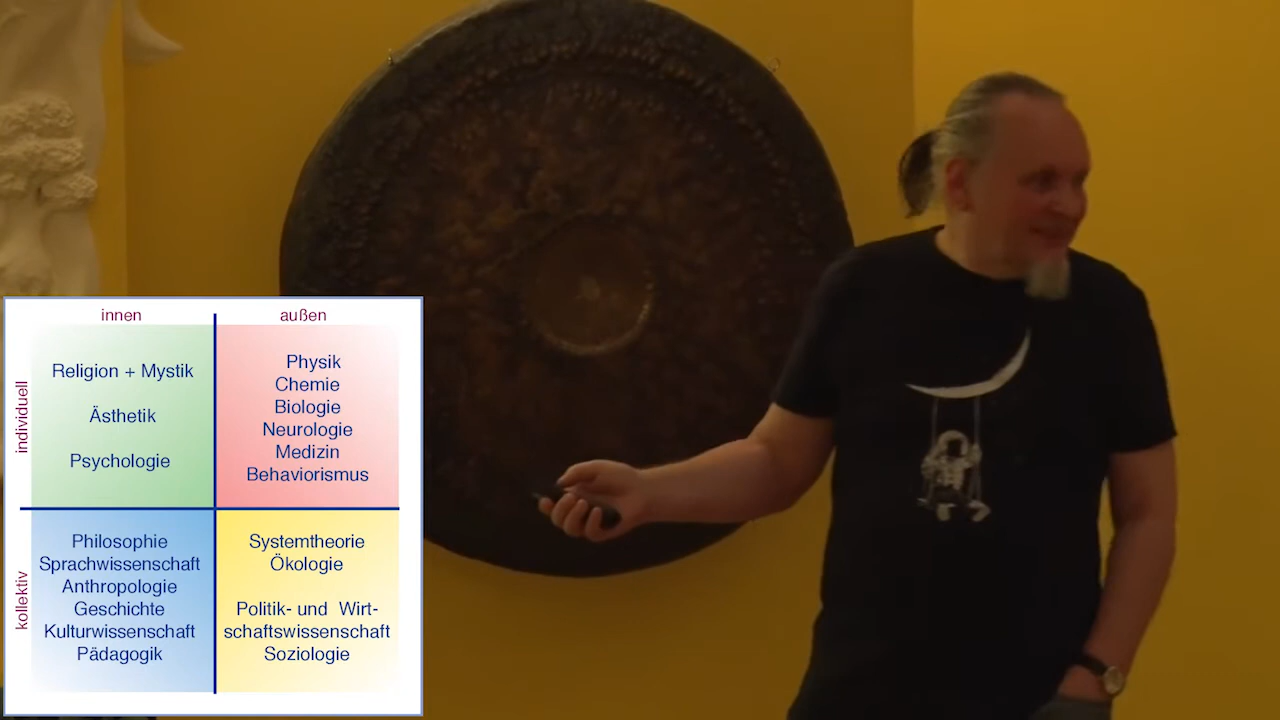 innen
außen
individuell
Religion + Mystik
Ästhetik
Psychologie
Physik
Chemie
Biologie
Neurologie
Medizin
Behaviorismus
kollektiv
Philosophie
Sprachwissenschaft
Anthropologie
Geschichte
Kulturwissenschaft
Pädagogik
Systemtheorie
Ökologie
Politik- und Wirt-
schaftswissenschaft
Soziologie